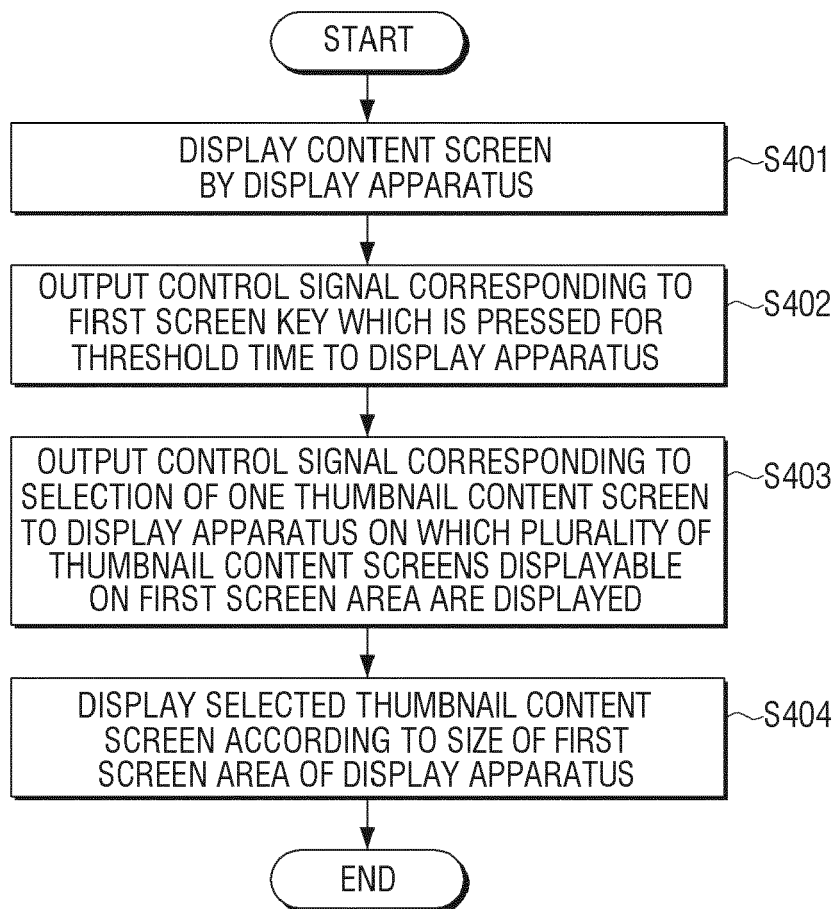 START
DISPLAY CONTENT SCREEN
BY DISPLAY APPARATUS
S401
OUTPUT CONTROL SIGNAL CORRESPONDING TO
FIRST SCREEN KEY WHICH IS PRESSED FOR
THRESHOLD TIME TO DISPLAY APPARATUS
S402
OUTPUT CONTROL SIGNAL CORRESPONDING TO
SELECTION OF ONE THUMBNAIL CONTENT SCREEN
TO DISPLAY APPARATUS ON WHICH PLURALITY OF
THUMBNAIL CONTENT SCREENS DISPLAYABLE
ON FIRST SCREEN AREA ARE DISPLAYED
S403
DISPLAY SELECTED THUMBNAIL CONTENT
SCREEN ACCORDING TO SIZE OF FIRST
SCREEN AREA OF DISPLAY APPARATUS
S404
END